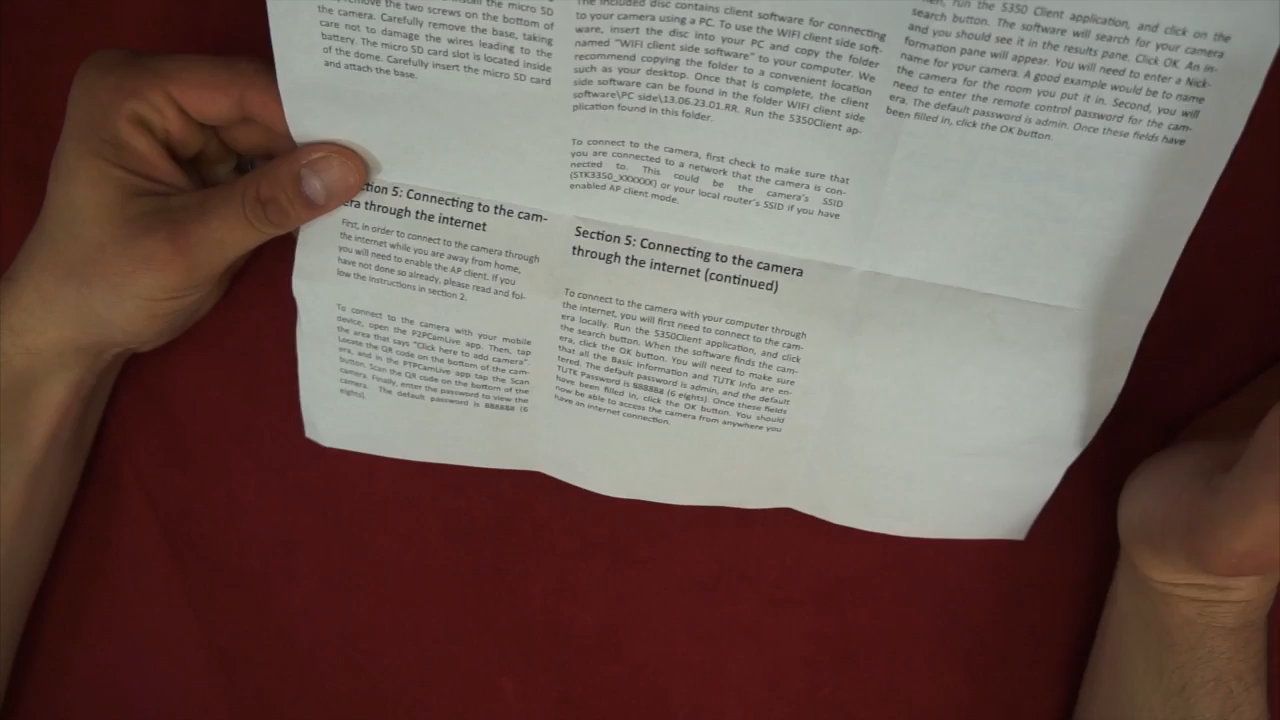 the micro SD
remove the two screws on the bottom of
the camera. Carefully remove the base, taking
care not to damage the wires leading to the
battery. The micro SD card slot is located inside
of the dome. Carefully insert the micro SD card
and attach the base.
The included disc contains client software for connecting
to your camera using a PC. To use the WIFI client side soft-
ware, insert the disc into your PC and copy the folder
named "WIFI client side software" to your computer. We
recommend copying the folder to a convenient location
such as your desktop. Once that is complete, the client
side software can be found in the folder WIFI client side
software\PC side\13.06.23.01.RR. Run the S350Client ap-
plication found in this folder.
To connect to the camera, first check to make sure that
you are connected to a network that the camera is con-
nected to. This could be the camera's SSID
(STK3350_XXXXXX) or your local router's SSID if you have
enabled AP client mode.
run the S350 Client application, and click on the
search button. The software will search for your camera
and you should see it in the results pane. Click OK. An in-
formation pane will appear. You will need to enter a Nick-
name for your camera. A good example would be to name
the camera for the room you put it in. Second, you will
need to enter the remote control password for the cam-
era. The default password is admin. Once these fields have
been filled in, click the OK button.
ction 5: Connecting to the cam-
era through the internet
First, in order to connect to the camera through
the internet while you are away from home,
you will need to enable the AP client. If you
have not done so already, please read and fol-
low the instructions in section 2.
To connect to the camera with your mobile
device, open the P2PCamLive app. Then, tap
the area that says "Click here to add camera".
Locate the QR code on the bottom of the cam-
era, and in the PTPCamLive app tap the Scan
button. Scan the QR code on the bottom of the
camera. Finally, enter the password to view the
camera. The default password is 888888 (6
eights).
Section 5: Connecting to the camera
through the internet (continued)
To connect to the camera with your computer through
the internet, you will first need to connect to the cam-
era locally. Run the S350Client application, and click
the search button. When the software finds the cam-
era, click the OK button. You will need to make sure
that all the Basic Information and TUTK Info are en-
tered. The default password is admin, and the default
TUTK Password is 888888 (6 eights). Once these fields
have been filled in, click the OK button. You should
now be able to access the camera from anywhere you
have an internet connection.